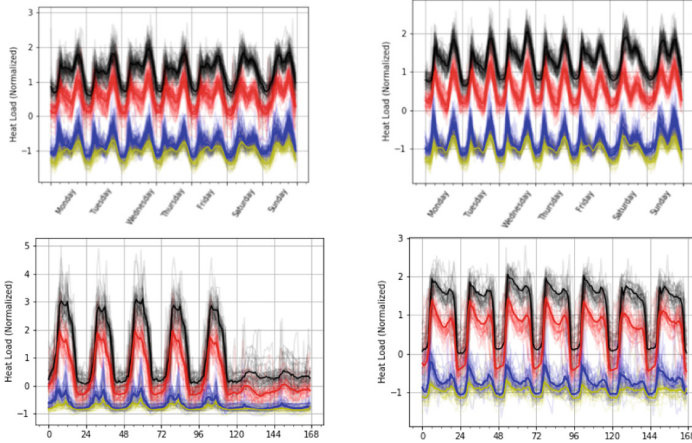 Heat Load (Normalized)
3
2
1
0
−1
Monday
Tuesday
Wednesday
Thursday
Friday
Saturday
Sunday
Heat Load (Normalized)
2
1
0
−1
Monday
Tuesday
Wednesday
Thursday
Friday
Saturday
Sunday
Heat Load (Normalized)
5
4
3
2
1
0
−1
0 24 48 72 96 120 144 168
Heat Load (Normalized)
3
2
1
0
−1
0 24 48 72 96 120 144 168